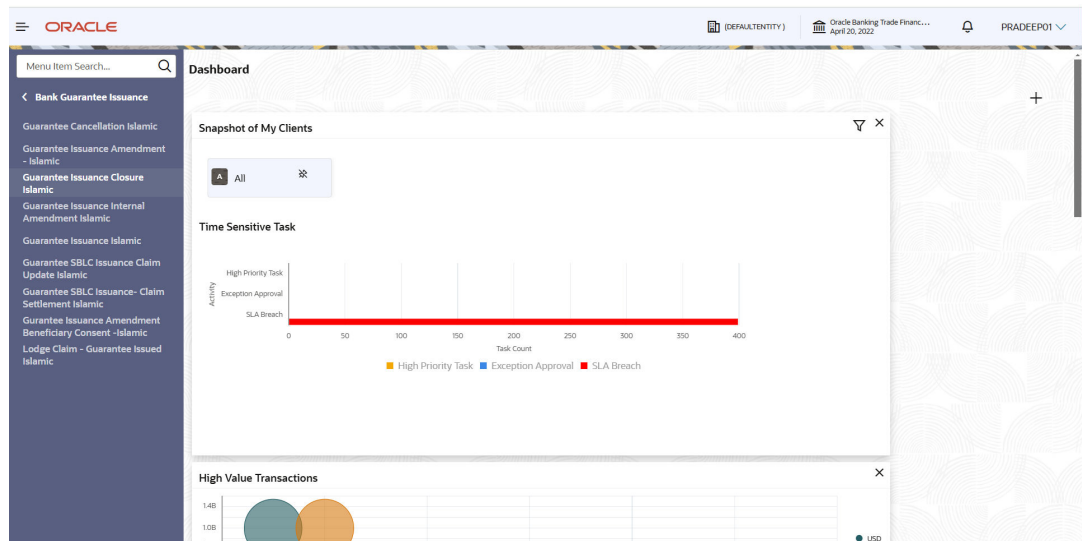 ORACLE
(DEFAULTENTITY )
Oracle Banking Trade Financ...
April 20, 2022
PRADEEP01
Menu Item Search...
Bank Guarantee Issuance
Guarantee Cancellation Islamic
Guarantee Issuance Amendment
- Islamic
Guarantee Issuance Closure
Islamic
Guarantee Issuance Internal
Amendment Islamic
Guarantee Issuance Islamic
Guarantee SBLC Issuance Claim
Update Islamic
Guarantee SBLC Issuance- Claim
Settlement Islamic
Gurantee Issuance Amendment
Beneficiary Consent -Islamic
Lodge Claim - Guarantee Issued
Islamic
Dashboard
Snapshot of My Clients
A All
Time Sensitive Task
Activity
High Priority Task
Exception Approval
SLA Breach
0 50 100 150 200 250 300 350 400
Task Count
High Priority Task Exception Approval SLA Breach
High Value Transactions
1.4B
1.0B
USD